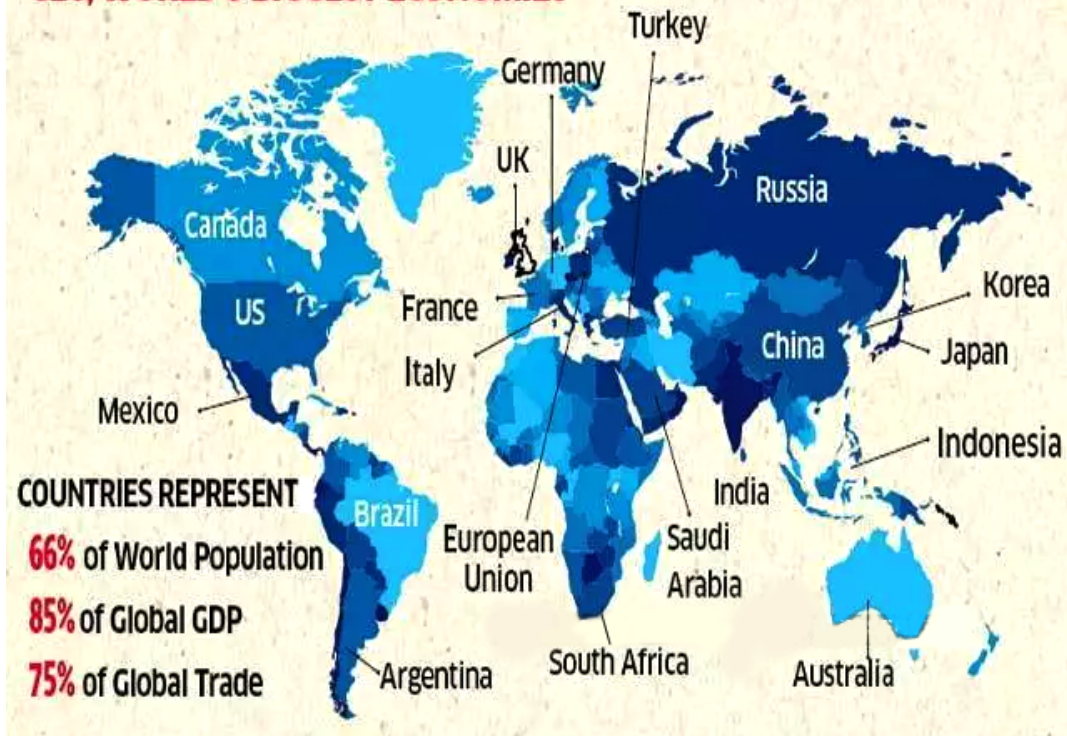 Turkey
Germany
UK
Russia
Canada
Korea
France
US
China
Japan
Italy
Mexico
Indonesia
COUNTRIES REPRESENT
India
Brazil
European
Union
Saudi
Arabia
66% of World Population
85% of Global GDP
South Africa
Australia
Argentina
75% of Global Trade